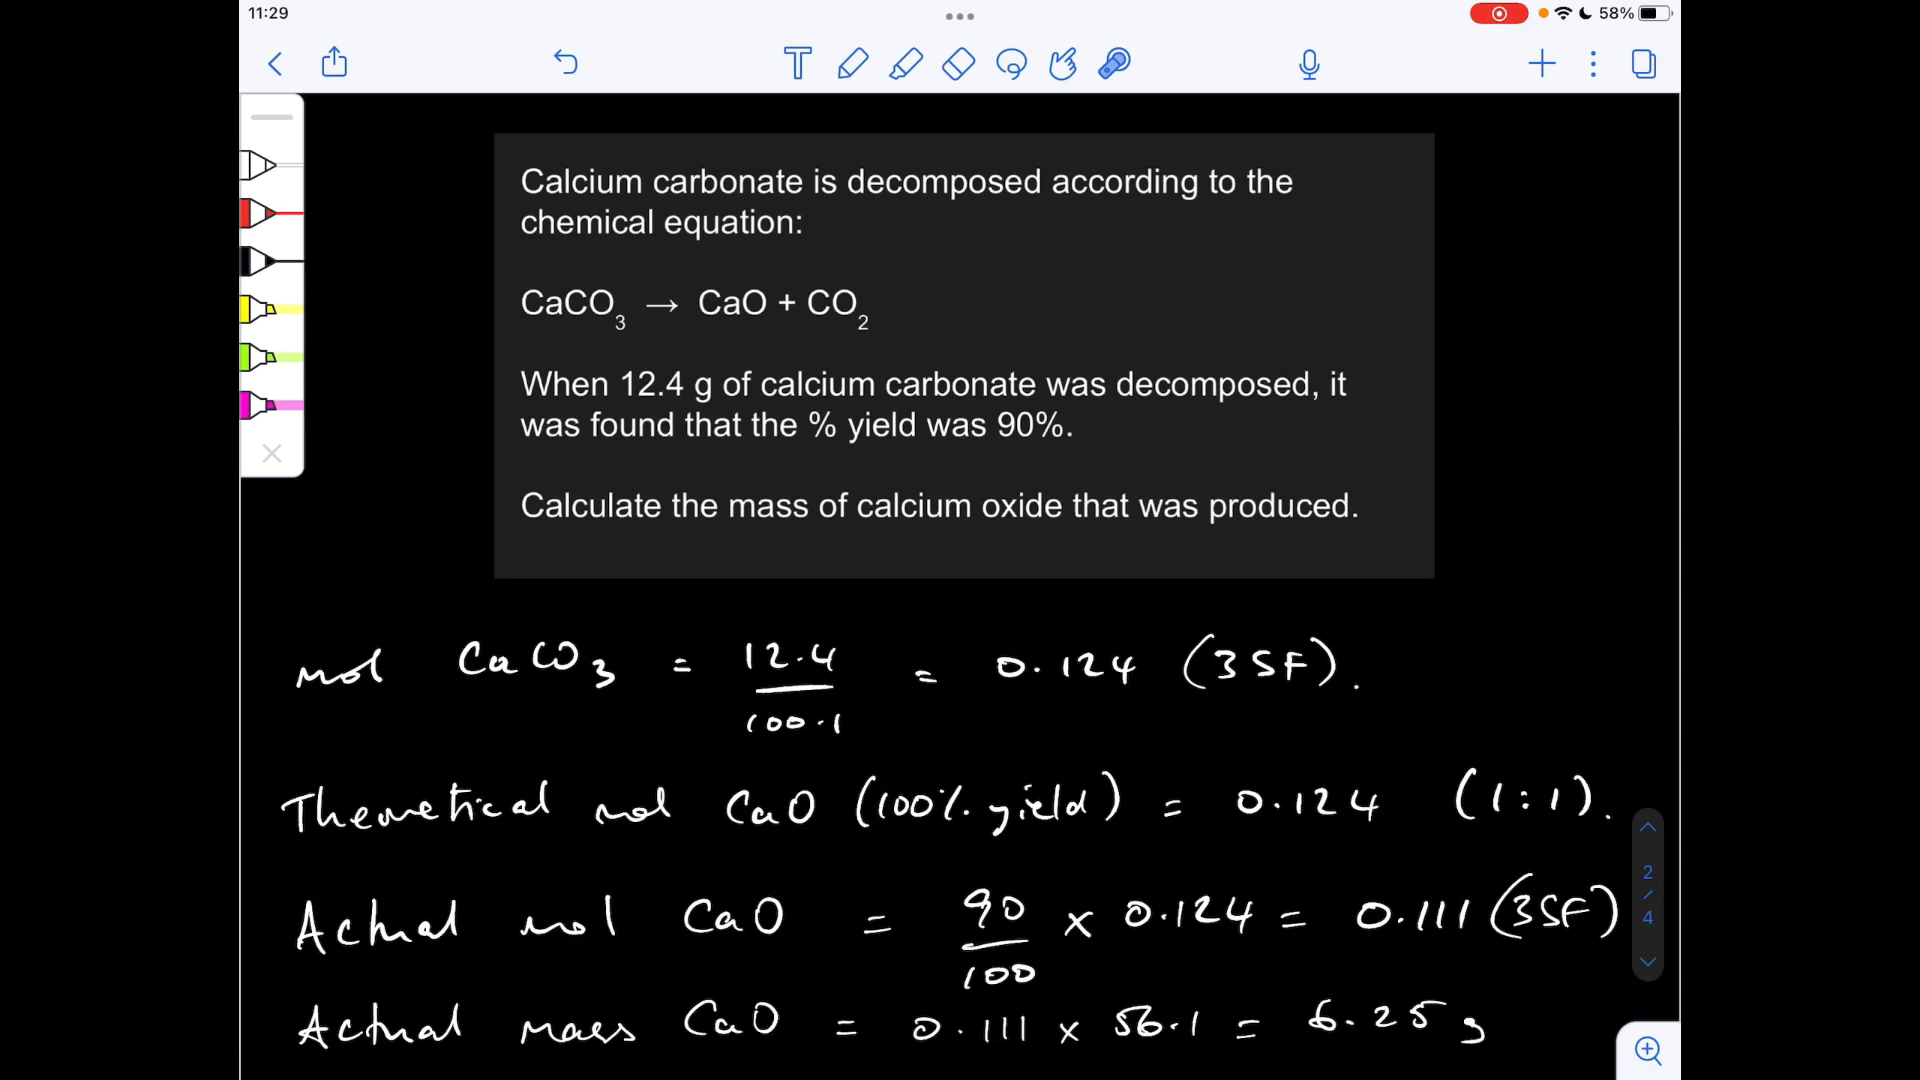 11:29
58%
Calcium carbonate is decomposed according to the
chemical equation:
CaCO₃ → CaO + CO₂
When 12.4 g of calcium carbonate was decomposed, it
was found that the % yield was 90%.
Calculate the mass of calcium oxide that was produced.
mol CaCO₃ = 12.4/100.1 = 0.124 (3SF).
Theoretical mol CaO (100% yield) = 0.124 (1:1).
Actual mol CaO = 90/100 × 0.124 = 0.111 (3SF)
Actual mass CaO = 0.111 × 56.1 = 6.25g
2/4